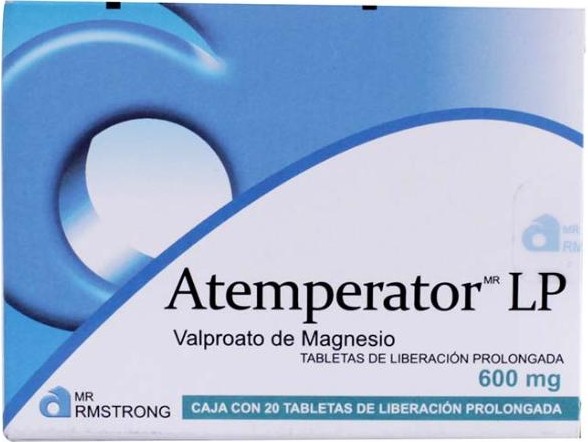 Atemperator MR LP
Valproato de Magnesio
TABLETAS DE LIBERACIÓN PROLONGADA
600 mg
MR
RMSTRONG
CAJA CON 20 TABLETAS DE LIBERACIÓN PROLONGADA
MR